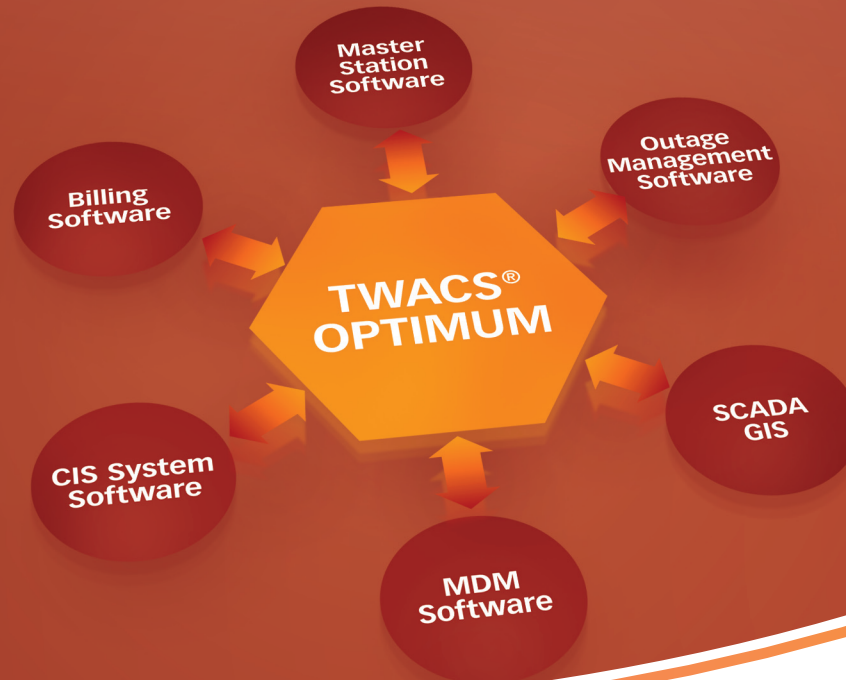 Master
Station
Software
Outage
Management
Software
Billing
Software
TWACS®
OPTIMUM
SCADA
GIS
CIS System
Software
MDM
Software